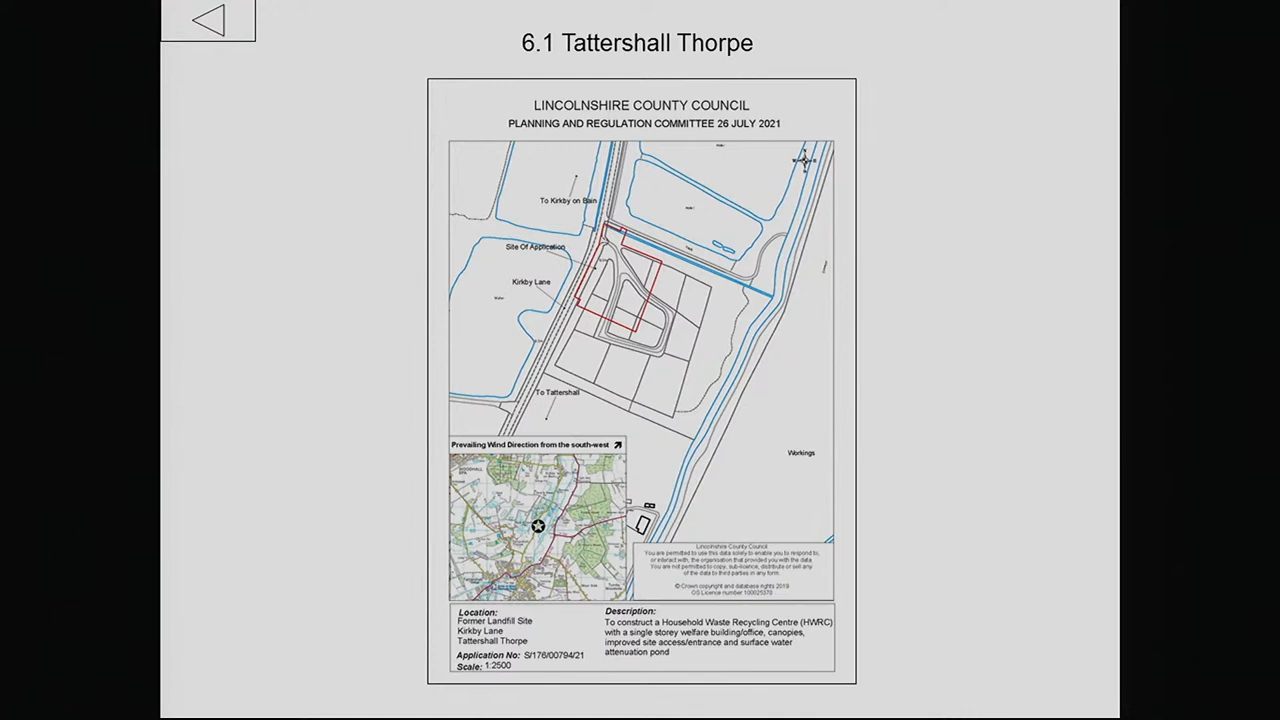 6.1 Tattershall Thorpe
LINCOLNSHIRE COUNTY COUNCIL
PLANNING AND REGULATION COMMITTEE 26 JULY 2021
To Kirkby on Bain
Site Of Application
Kirkby Lane
To Tattershall
Workings
Prevailing Wind Direction from the south-west
Lincolnshire County Council
You are permitted to use this data solely to enable you to respond to,
or interact with, the organisation that provided you with the data.
You are not permitted to copy, sub-licence, distribute or sell any
of the data to third parties in any form.
© Crown copyright and database rights 2019
OS Licence number 100025370
Location:
Former Landfill Site
Kirkby Lane
Tattershall Thorpe
Application No: S/176/00794/21
Scale: 1:2500
Description:
To construct a Household Waste Recycling Centre (HWRC)
with a single storey welfare building/office, canopies,
improved site access/entrance and surface water
attenuation pond